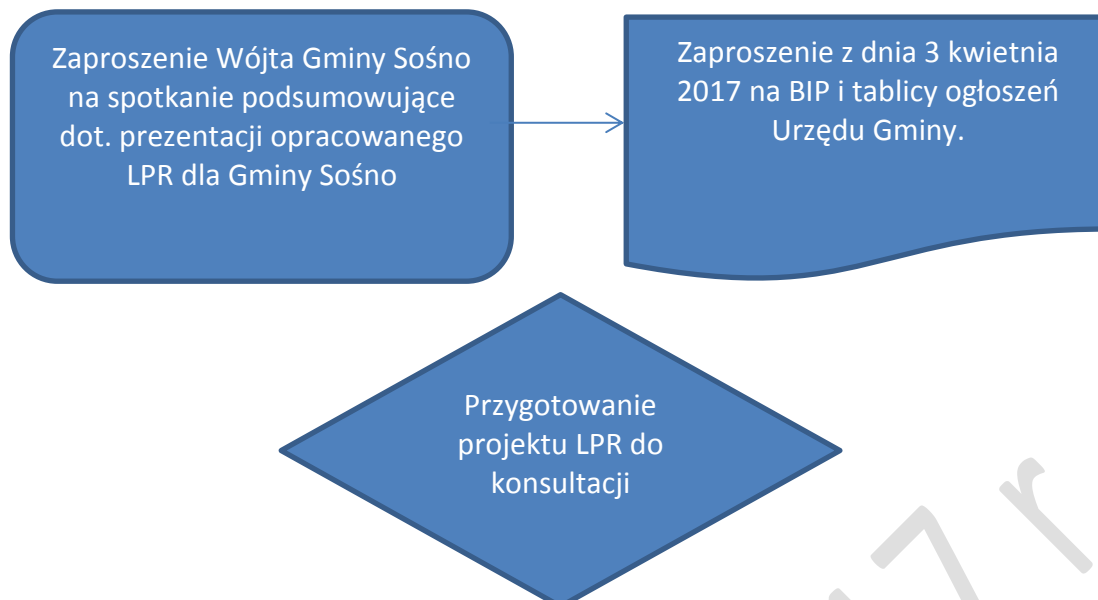 Zaproszenie Wójta Gminy Sośno
na spotkanie podsumowujące
dot. prezentacji opracowanego
LPR dla Gminy Sośno
Zaproszenie z dnia 3 kwietnia
2017 na BIP i tablicy ogłoszeń
Urzędu Gminy.
Przygotowanie
projektu LPR do
konsultacji
7 r